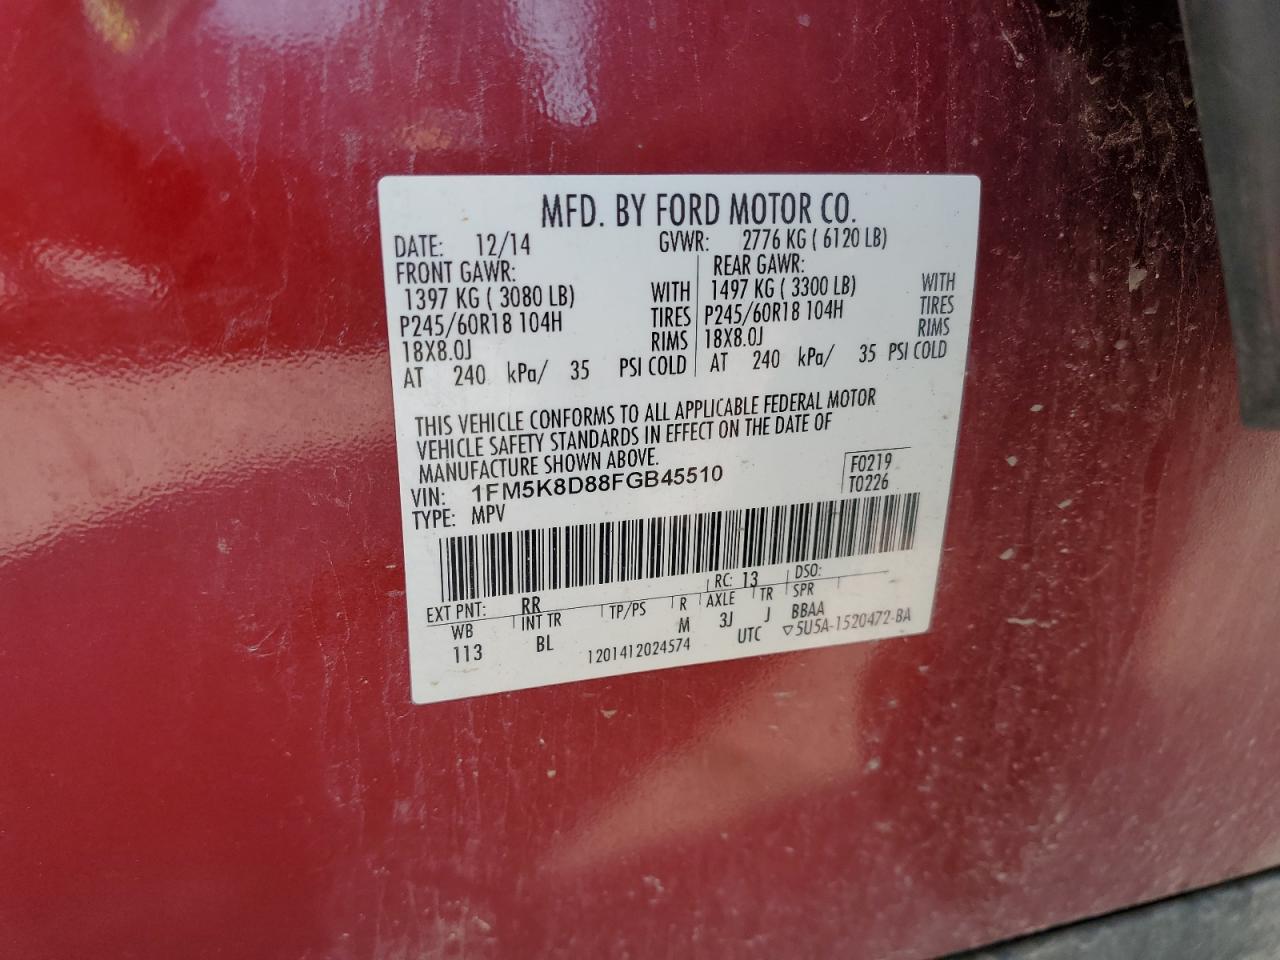 MFD. BY FORD MOTOR CO.
DATE: 12/14 GVWR: 2776 KG ( 6120 LB)
FRONT GAWR: REAR GAWR:
1397 KG ( 3080 LB) WITH 1497 KG ( 3300 LB) WITH
P245/60R18 104H TIRES P245/60R18 104H TIRES
18X8.0J RIMS 18X8.0J RIMS
AT 240 kPa/ 35 PSI COLD AT 240 kPa/ 35 PSI COLD
THIS VEHICLE CONFORMS TO ALL APPLICABLE FEDERAL MOTOR
VEHICLE SAFETY STANDARDS IN EFFECT ON THE DATE OF
MANUFACTURE SHOWN ABOVE.
VIN: 1FM5K8D88FGB45510 F0219
TYPE: MPV T0226
EXT PNT: RR RC: 13 DSO:
WB INT TR TP/PS R AXLE TR SPR
113 BL M 3J J BBAA
1201412024574 UTC ▽5U5A-1520472-BA